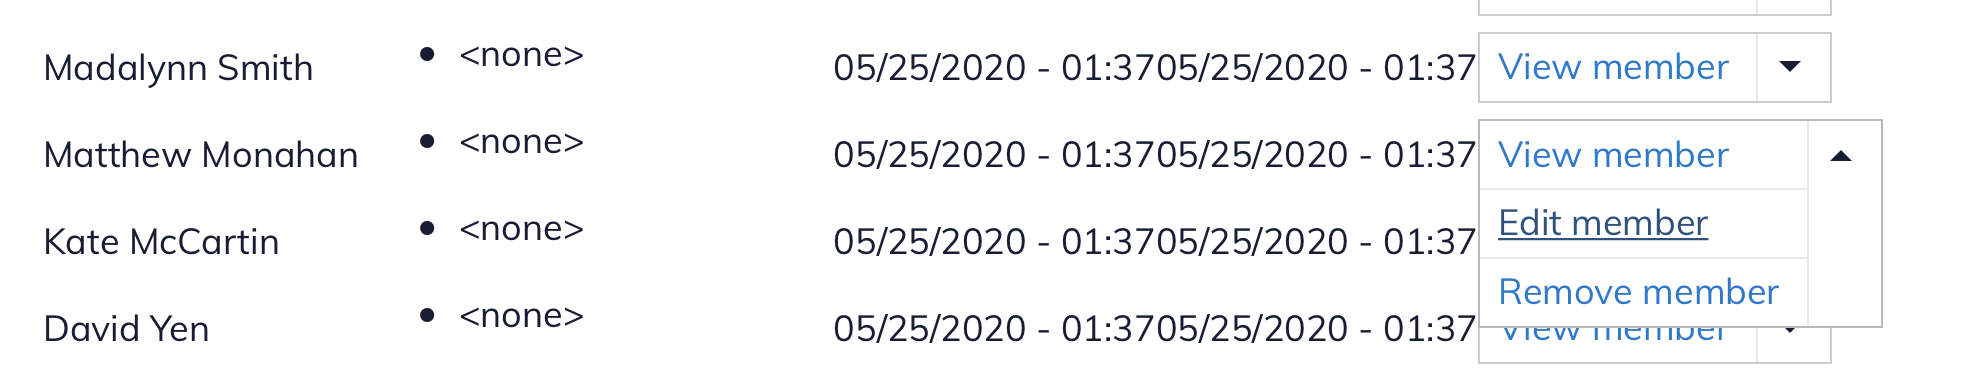 Madalynn Smith • <none> 05/25/2020 - 01:3705/25/2020 - 01:37 View member
Matthew Monahan • <none> 05/25/2020 - 01:3705/25/2020 - 01:37 View member
Edit member
Kate McCartin • <none> 05/25/2020 - 01:3705/25/2020 - 01:37
Remove member
David Yen • <none> 05/25/2020 - 01:3705/25/2020 - 01:37 View member